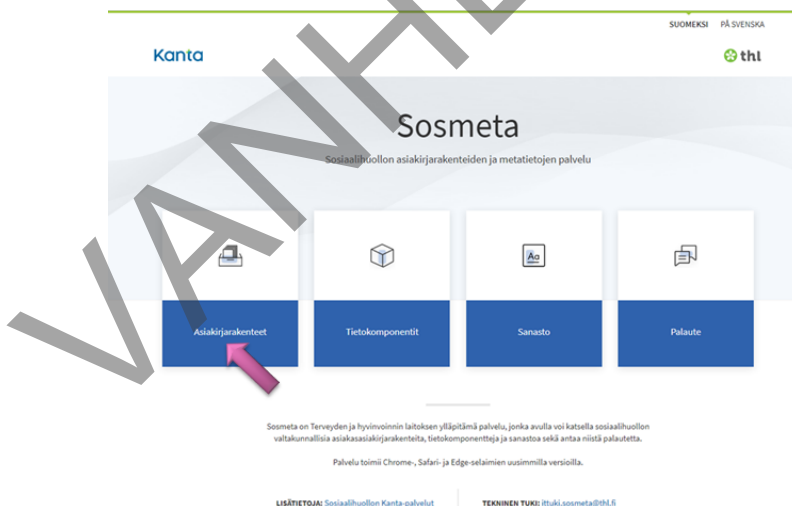 SUOMEKSI PÅ SVENSKA
Kanta
thl
Sosmeta
Sosiaalihuollon asiakirjarakenteiden ja metatietojen palvelu
Aa
Asiakirjarakenteet
Tietokomponentit
Sanasto
Palaute
Sosmeta on Terveyden ja hyvinvoinnin laitoksen ylläpitämä palvelu, jonka avulla voi katsella sosiaalihuollon
valtakunnallisia asiakasasiakirjarakenteita, tietokomponentteja ja sanastoa sekä antaa niistä palautetta.
Palvelu toimii Chrome-, Safari- ja Edge-selaimien uusimmilla versioilla.
LISÄTIETOJA: Sosiaalihuollon Kanta-palvelut
TEKNINEN TUKI: ittuki.sosmeta@thl.fi